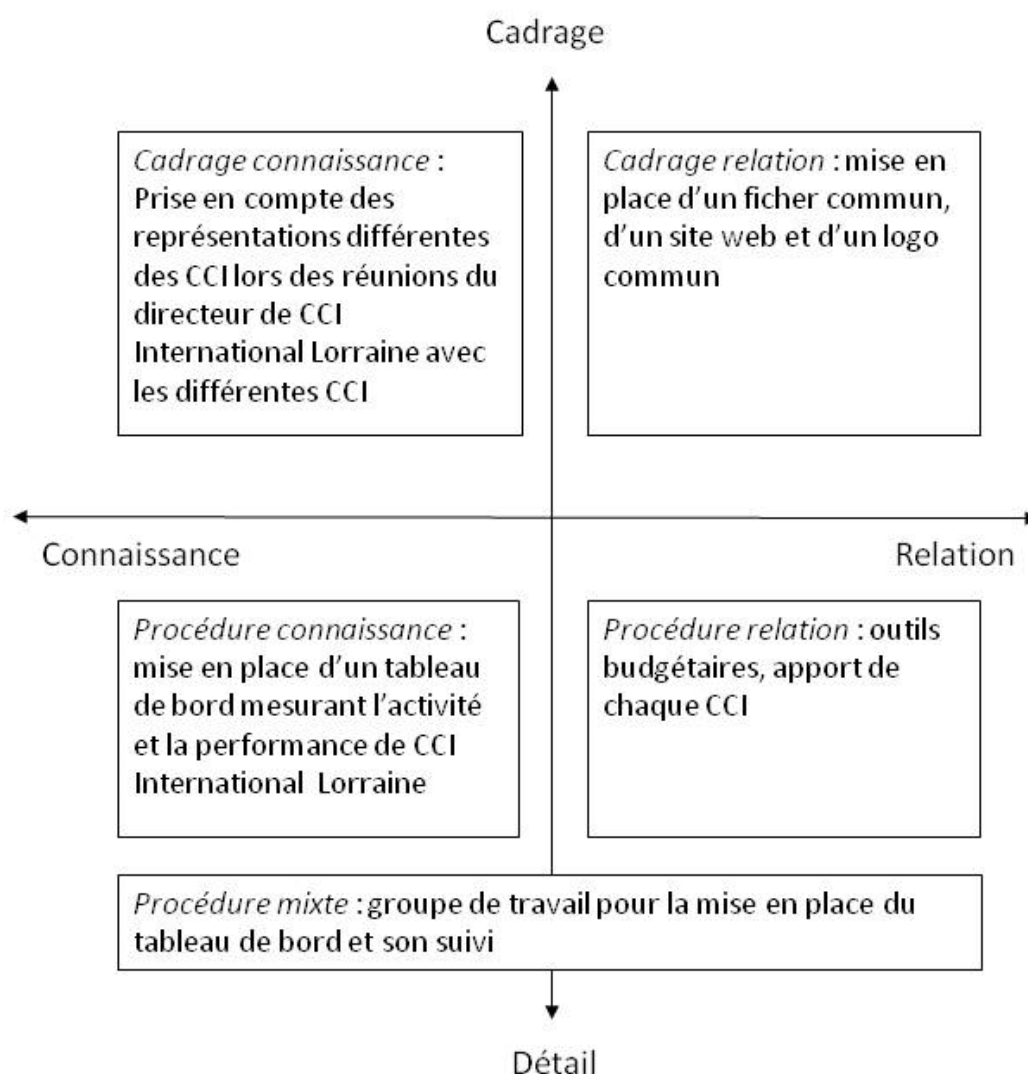 Cadrage
Cadrage connaissance :
Prise en compte des
représentations différentes
des CCI lors des réunions du
directeur de CCI
International Lorraine avec
les différentes CCI
Cadrage relation : mise en
place d'un ficher commun,
d'un site web et d'un logo
commun
Connaissance
Relation
Procédure connaissance :
mise en place d'un tableau
de bord mesurant l'activité
et la performance de CCI
International Lorraine
Procédure relation : outils
budgétaires, apport de
chaque CCI
Procédure mixte : groupe de travail pour la mise en place du
tableau de bord et son suivi
Détail